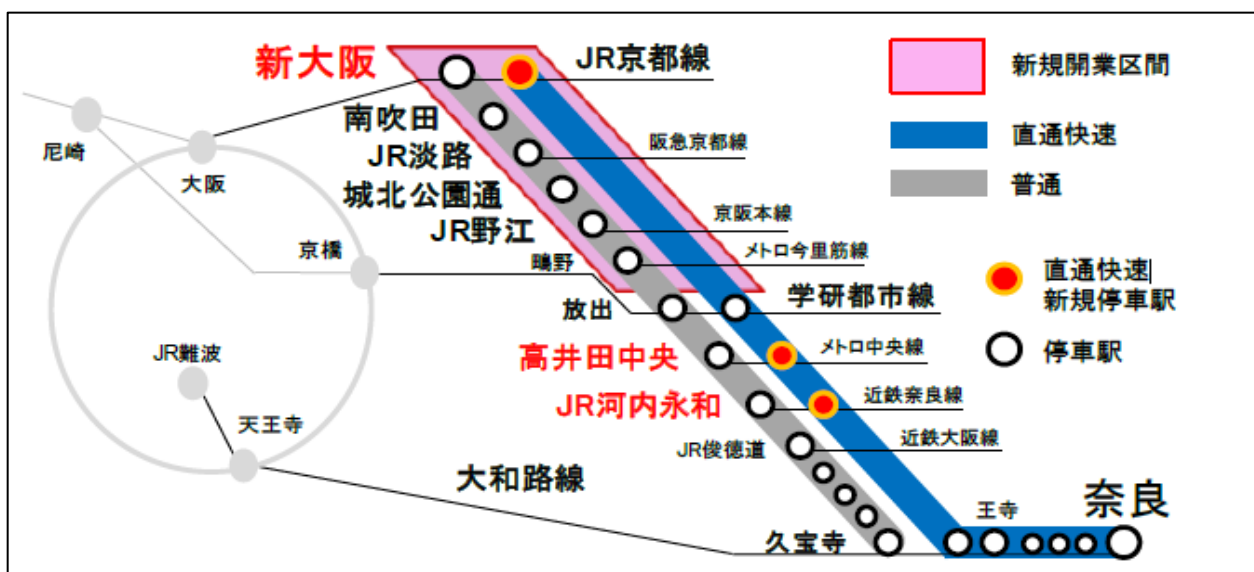 新大阪
JR京都線
新規開業区間
南吹田
阪急京都線
直通快速
尼崎
JR淡路
大阪
城北公園通
普通
京阪本線
JR野江
京橋
鴫野
メトロ今里筋線
直通快速
新規停車駅
放出
学研都市線
JR難波
高井田中央
メトロ中央線
停車駅
天王寺
JR河内永和
近鉄奈良線
JR俊德道
近鉄大阪線
大和路線
久宝寺
王寺
奈良